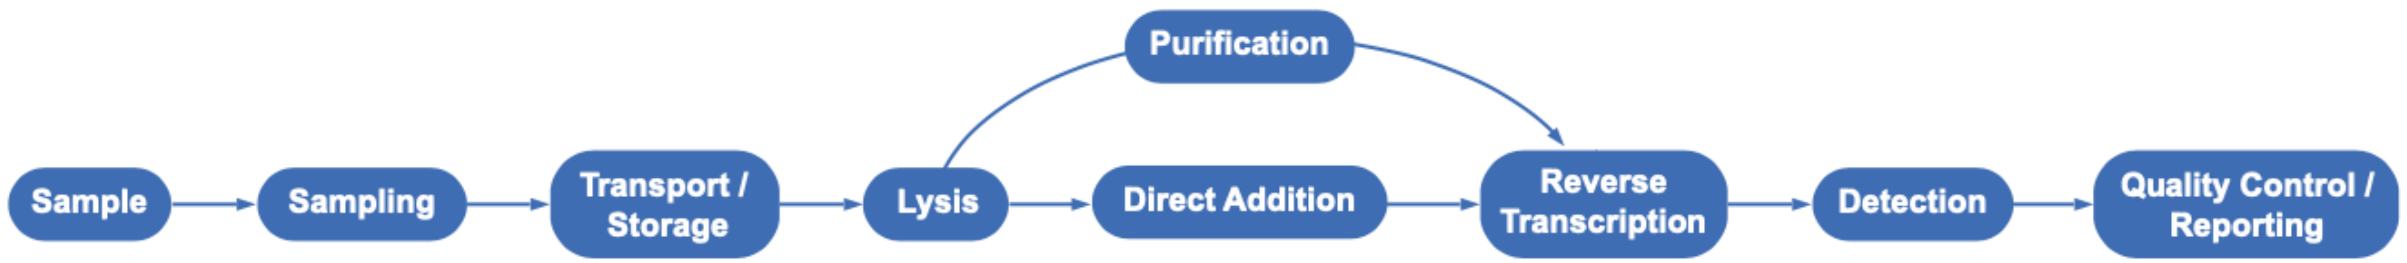 Purification
Sample
Sampling
Transport /
Storage
Lysis
Direct Addition
Reverse
Transcription
Detection
Quality Control /
Reporting